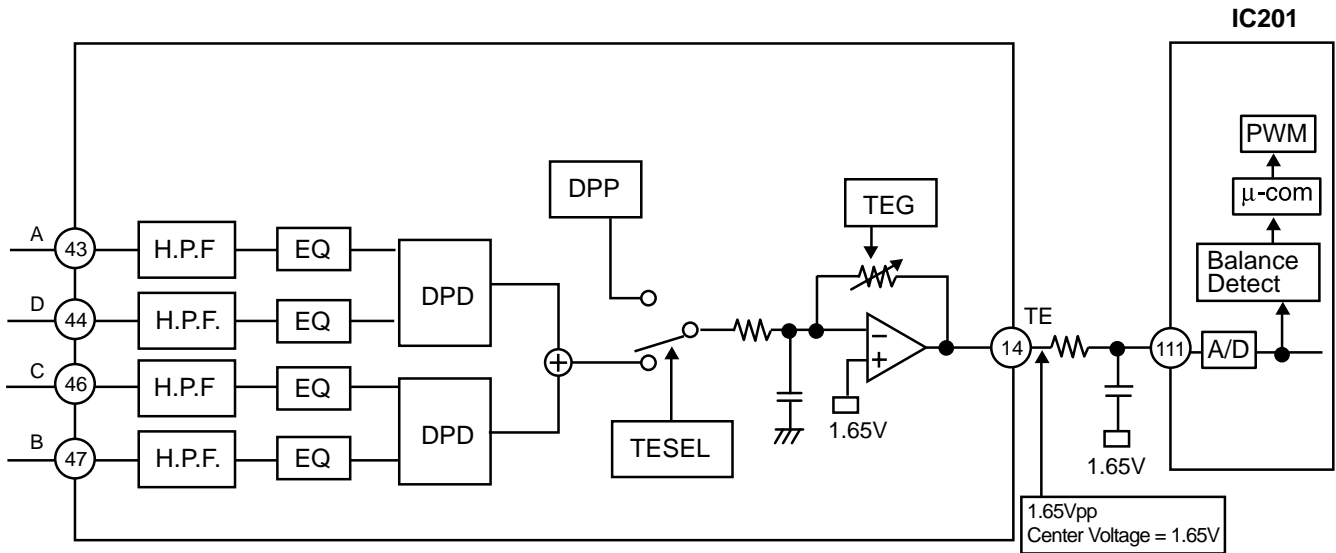 IC201
PWM
μ-com
Balance
Detect
DPP
TEG
A
43
H.P.F
EQ
D
44
H.P.F.
EQ
DPD
C
46
H.P.F
EQ
B
47
H.P.F.
EQ
DPD
+
TESEL
−
+
1.65V
14
TE
111
A/D
1.65V
1.65Vpp
Center Voltage = 1.65V